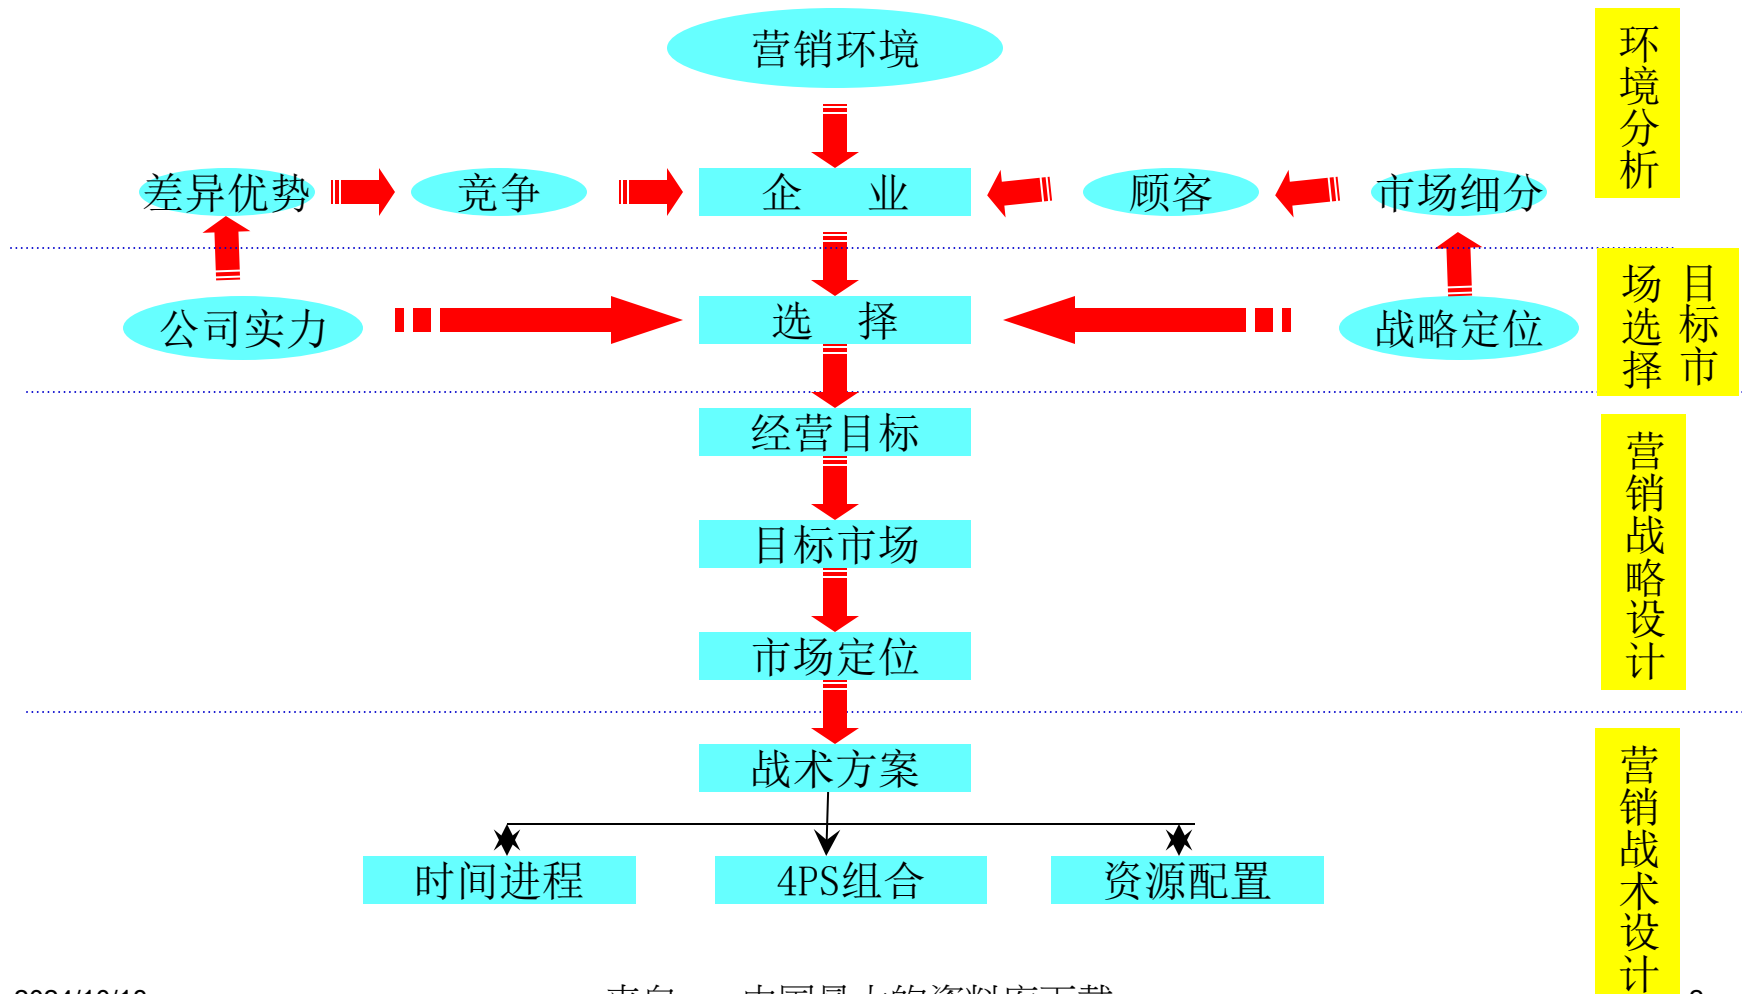 营销环境
环境分析
差异优势
竞争
企 业
顾客
市场细分
目标市
场选择
公司实力
选 择
战略定位
经营目标
营销战略设计
目标市场
市场定位
战术方案
营销战术设计
时间进程
4PS组合
资源配置